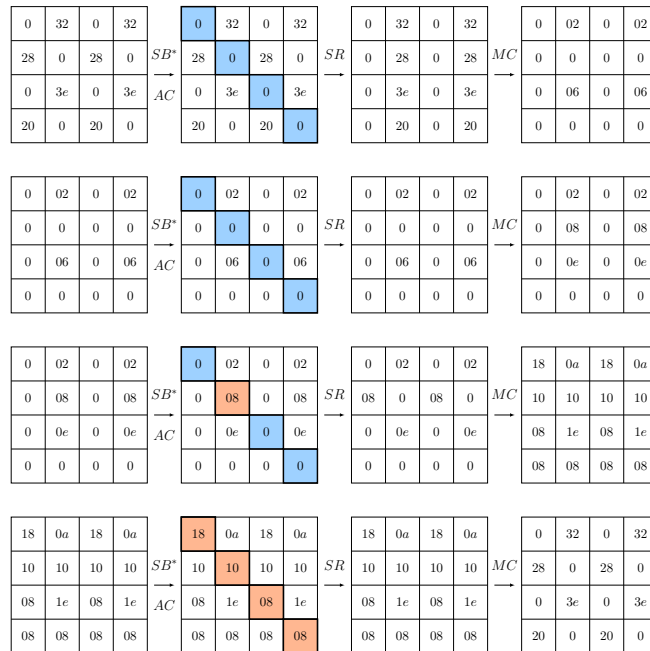 0 32 0 32 0 32 0 32 0 32 0 32 0 02 0 02
SB* SR MC
28 0 28 0 28 0 28 0 0 28 0 28 0 0 0 0
0 3e 0 3e AC 0 3e 0 3e 0 3e 0 3e 0 06 0 06
20 0 20 0 20 0 20 0 0 20 0 20 0 0 0 0
0 02 0 02 0 02 0 02 0 02 0 02 0 02 0 02
SB* SR MC
0 0 0 0 0 0 0 0 0 0 0 0 0 08 0 08
0 06 0 06 AC 0 06 0 06 0 06 0 06 0 0e 0 0e
0 0 0 0 0 0 0 0 0 0 0 0 0 0 0 0
0 02 0 02 0 02 0 02 0 02 0 02 18 0a 18 0a
SB* SR MC
0 08 0 08 0 08 0 08 08 0 08 0 10 10 10 10
0 0e 0 0e AC 0 0e 0 0e 0 0e 0 0e 08 1e 08 1e
0 0 0 0 0 0 0 0 0 0 0 0 08 08 08 08
18 0a 18 0a 18 0a 18 0a 18 0a 18 0a 0 32 0 32
SB* SR MC
10 10 10 10 10 10 10 10 10 10 10 10 28 0 28 0
08 1e 08 1e AC 08 1e 08 1e 08 1e 08 1e 0 3e 0 3e
08 08 08 08 08 08 08 08 08 08 08 08 20 0 20 0